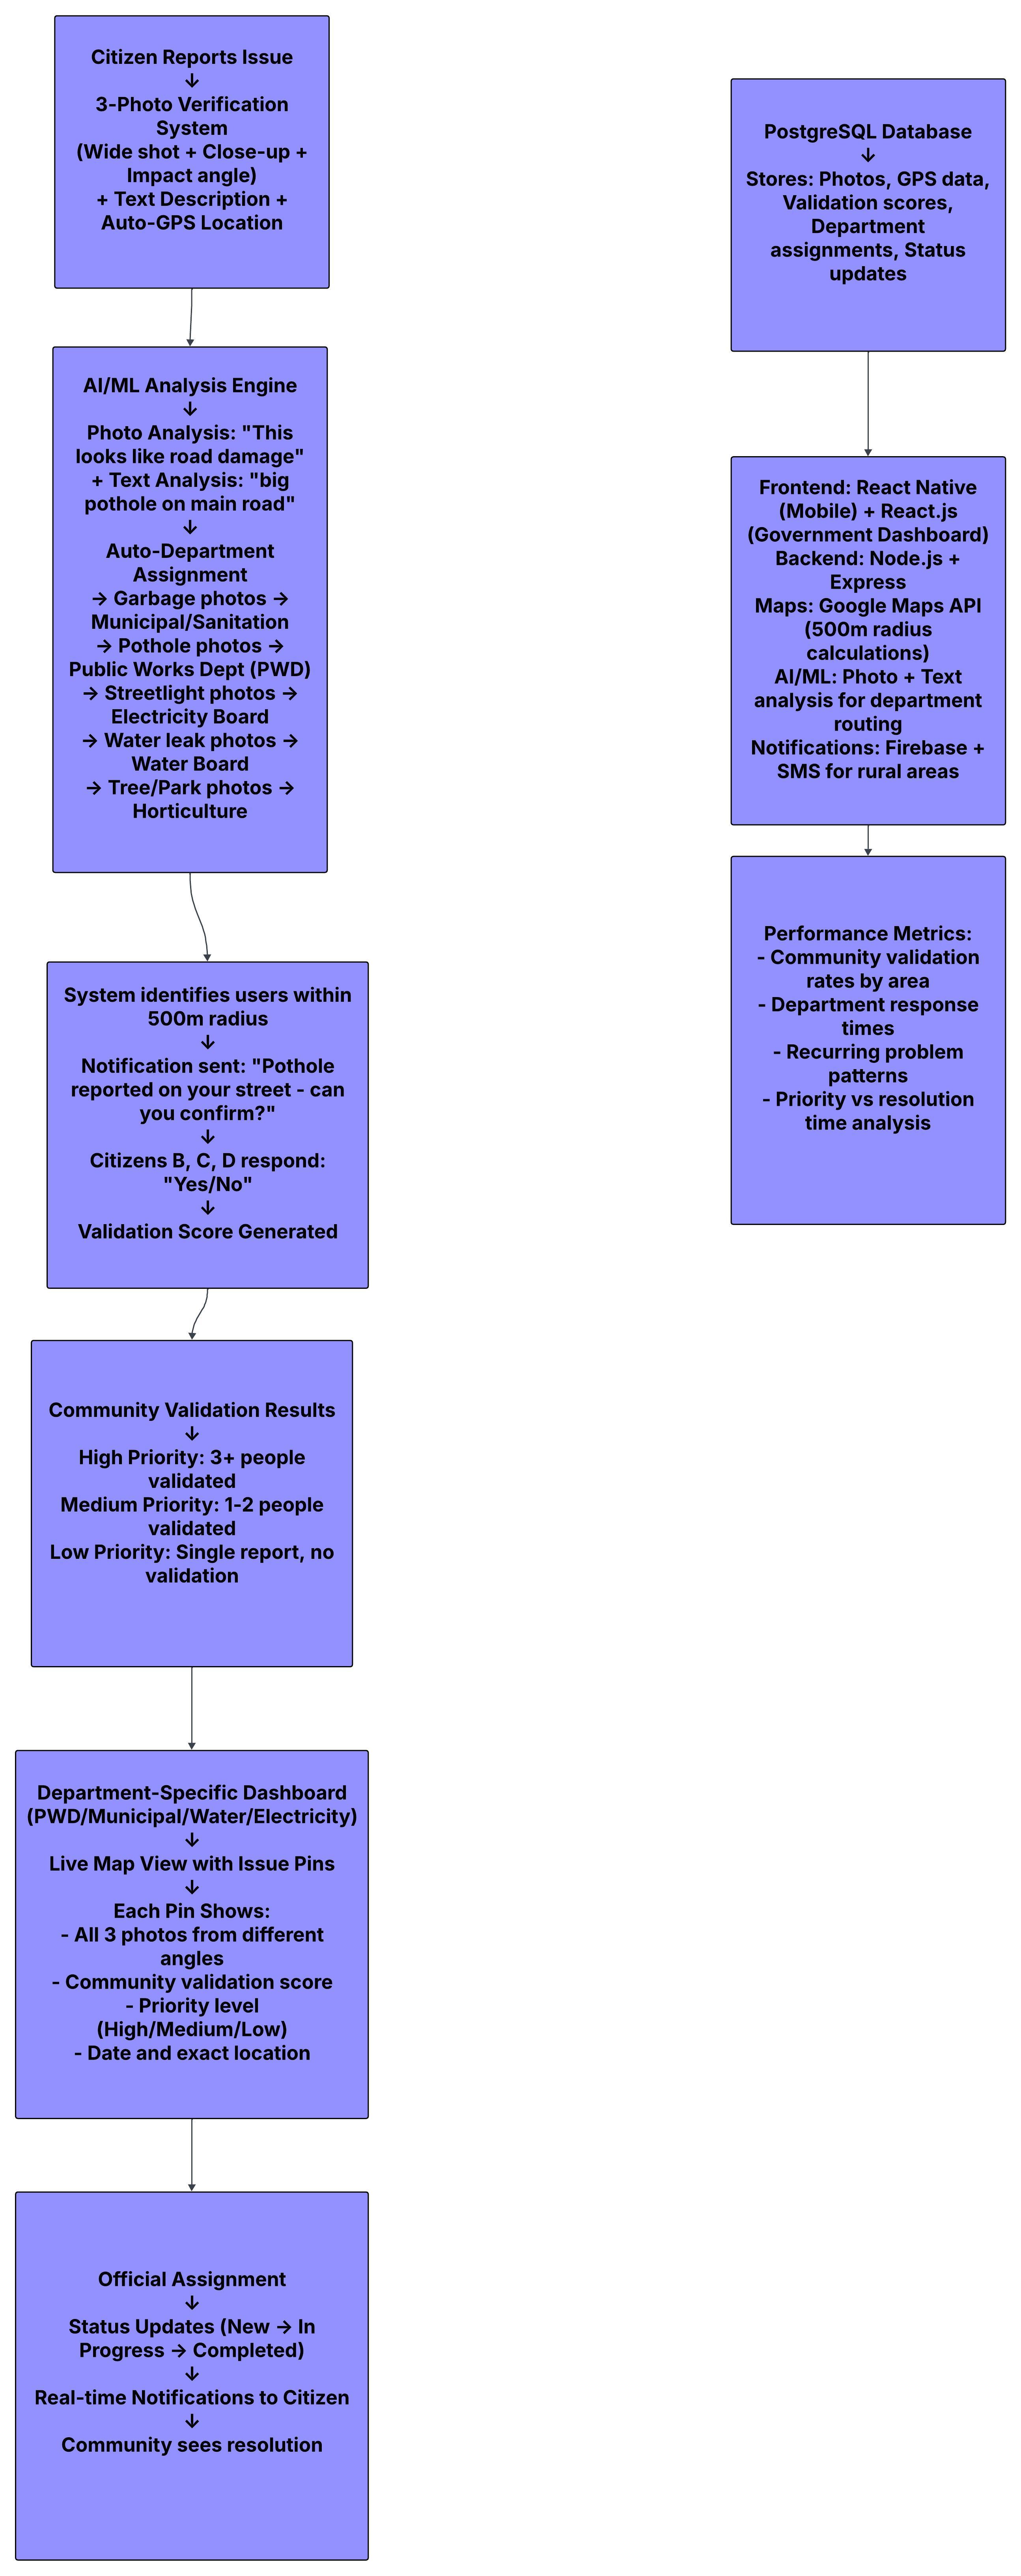 Citizen Reports Issue
↓
3-Photo Verification
System
(Wide shot + Close-up +
Impact angle)
+ Text Description +
Auto-GPS Location
AI/ML Analysis Engine
↓
Photo Analysis: "This
looks like road damage"
+ Text Analysis: "big
pothole on main road"
↓
Auto-Department
Assignment
→ Garbage photos →
Municipal/Sanitation
→ Pothole photos →
Public Works Dept (PWD)
→ Streetlight photos →
Electricity Board
→ Water leak photos →
Water Board
→ Tree/Park photos →
Horticulture
System identifies users within
500m radius
↓
Notification sent: "Pothole
reported on your street - can
you confirm?"
↓
Citizens B, C, D respond:
"Yes/No"
↓
Validation Score Generated
Community Validation Results
↓
High Priority: 3+ people
validated
Medium Priority: 1-2 people
validated
Low Priority: Single report, no
validation
Department-Specific Dashboard
(PWD/Municipal/Water/Electricity)
↓
Live Map View with Issue Pins
↓
Each Pin Shows:
- All 3 photos from different
angles
- Community validation score
- Priority level
(High/Medium/Low)
- Date and exact location
Official Assignment
↓
Status Updates (New → In
Progress → Completed)
↓
Real-time Notifications to Citizen
↓
Community sees resolution
PostgreSQL Database
↓
Stores: Photos, GPS data,
Validation scores,
Department
assignments, Status
updates
Frontend: React Native
(Mobile) + React.js
(Government Dashboard)
Backend: Node.js +
Express
Maps: Google Maps API
(500m radius
calculations)
AI/ML: Photo + Text
analysis for department
routing
Notifications: Firebase +
SMS for rural areas
Performance Metrics:
- Community validation
rates by area
- Department response
times
- Recurring problem
patterns
- Priority vs resolution
time analysis